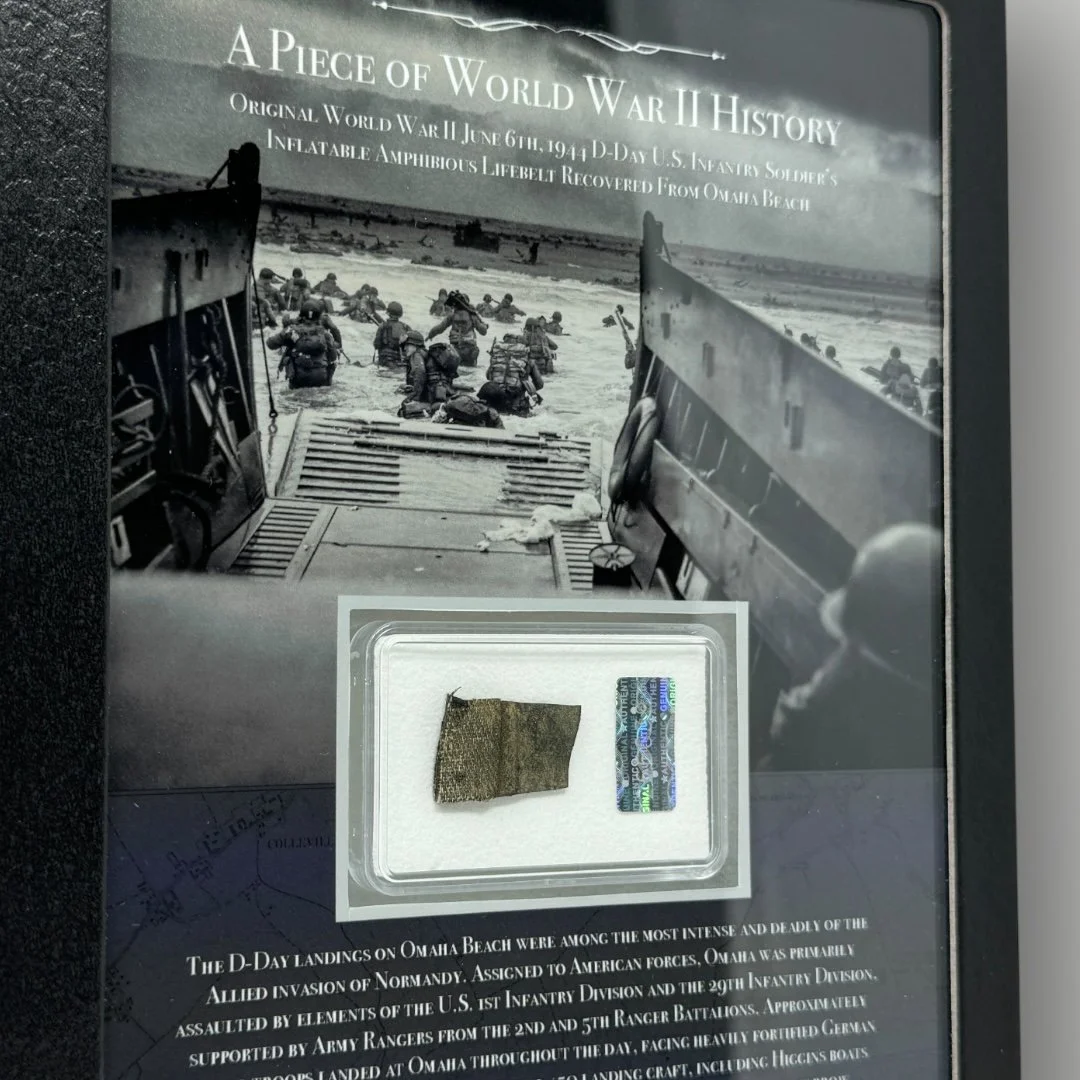 A Piece of World War II History
Original World War II June 6th, 1944 D-Day U.S. Infantry Soldier's
Inflatable Amphibious Lifebelt Recovered From Omaha Beach
COLLEVIL
The D-Day landings on Omaha Beach were among the most intense and deadly of the
Allied invasion of Normandy. Assigned to American forces, Omaha was primarily
assaulted by elements of the U.S. 1st Infantry Division and the 29th Infantry Division,
supported by Army Rangers from the 2nd and 5th Ranger Battalions. Approximately
troops landed at Omaha throughout the day, facing heavily fortified German
landing craft, including Higgins boats